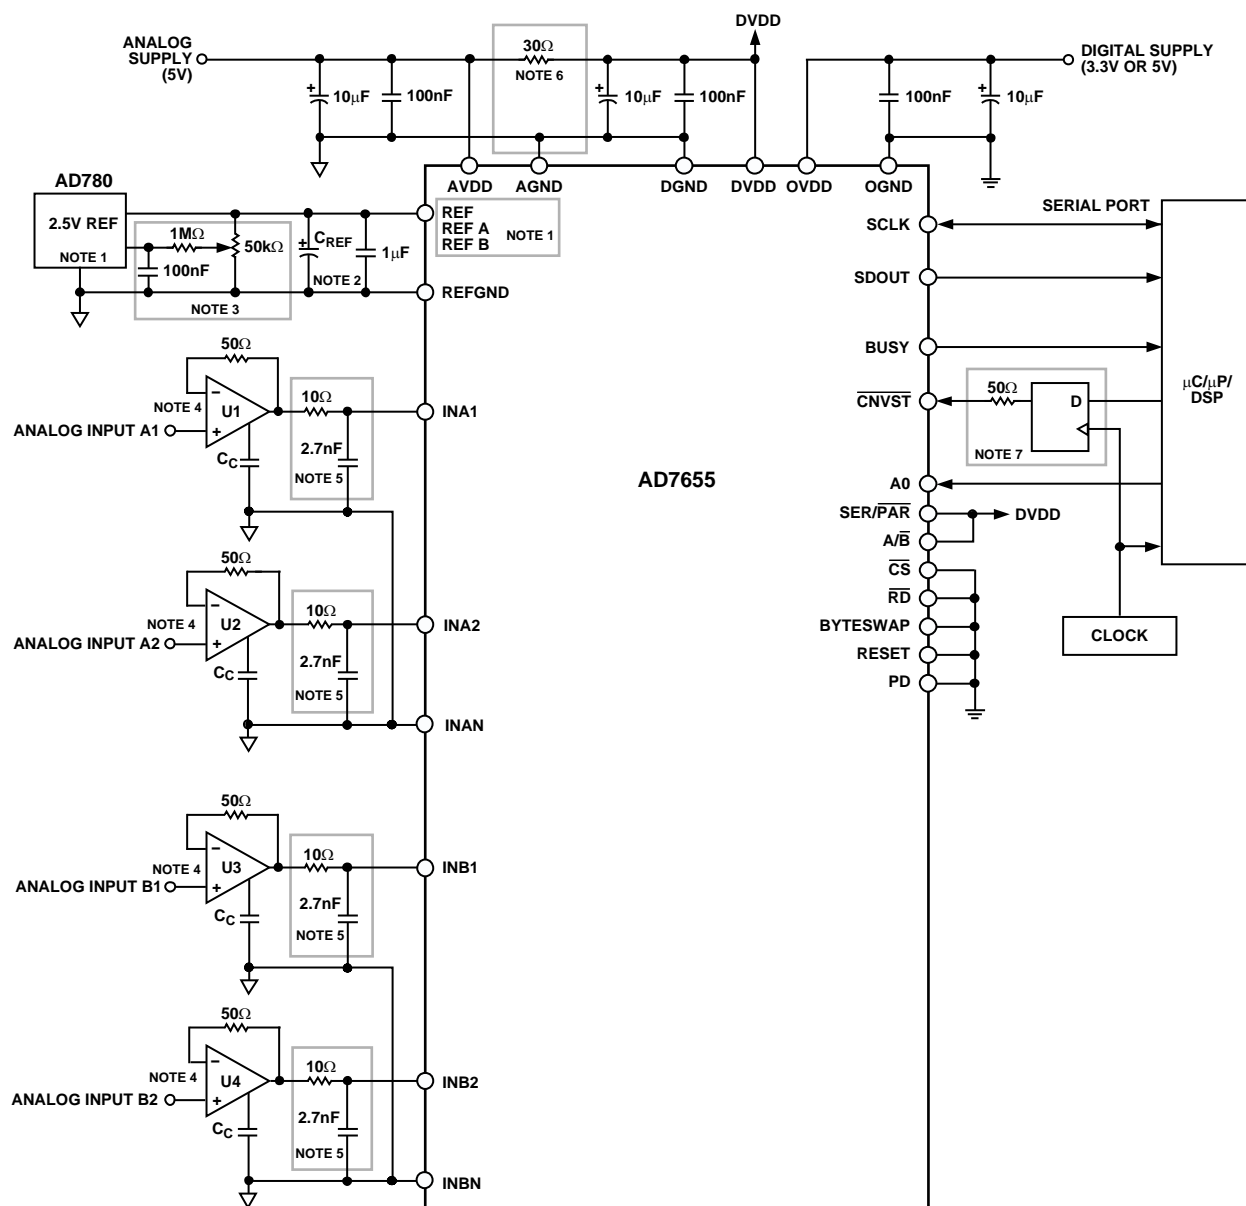 DVDD
ANALOG
SUPPLY
(5V)
30Ω
NOTE 6
DIGITAL SUPPLY
(3.3V OR 5V)
+
10μF
100nF
+
10μF
100nF
100nF
+
10μF
AVDD
AGND
DGND
DVDD
OVDD
OGND
AD780
2.5V REF
NOTE 1
1MΩ
50kΩ
100nF
NOTE 3
+
CREF
NOTE 2
1μF
REF
REF A
REF B
NOTE 1
REFGND
SERIAL PORT
SCLK
SDOUT
BUSY
CNVST
50Ω
D
NOTE 7
μC/μP/
DSP
A0
SER/PAR
DVDD
A/B
CS
RD
BYTESWAP
RESET
PD
CLOCK
AD7655
50Ω
NOTE 4
−
U1
+
ANALOG INPUT A1
CC
10Ω
2.7nF
NOTE 5
INA1
50Ω
NOTE 4
−
U2
+
ANALOG INPUT A2
CC
10Ω
2.7nF
NOTE 5
INA2
INAN
50Ω
NOTE 4
−
U3
+
ANALOG INPUT B1
CC
10Ω
2.7nF
NOTE 5
INB1
50Ω
NOTE 4
−
U4
+
ANALOG INPUT B2
CC
10Ω
2.7nF
NOTE 5
INB2
INBN